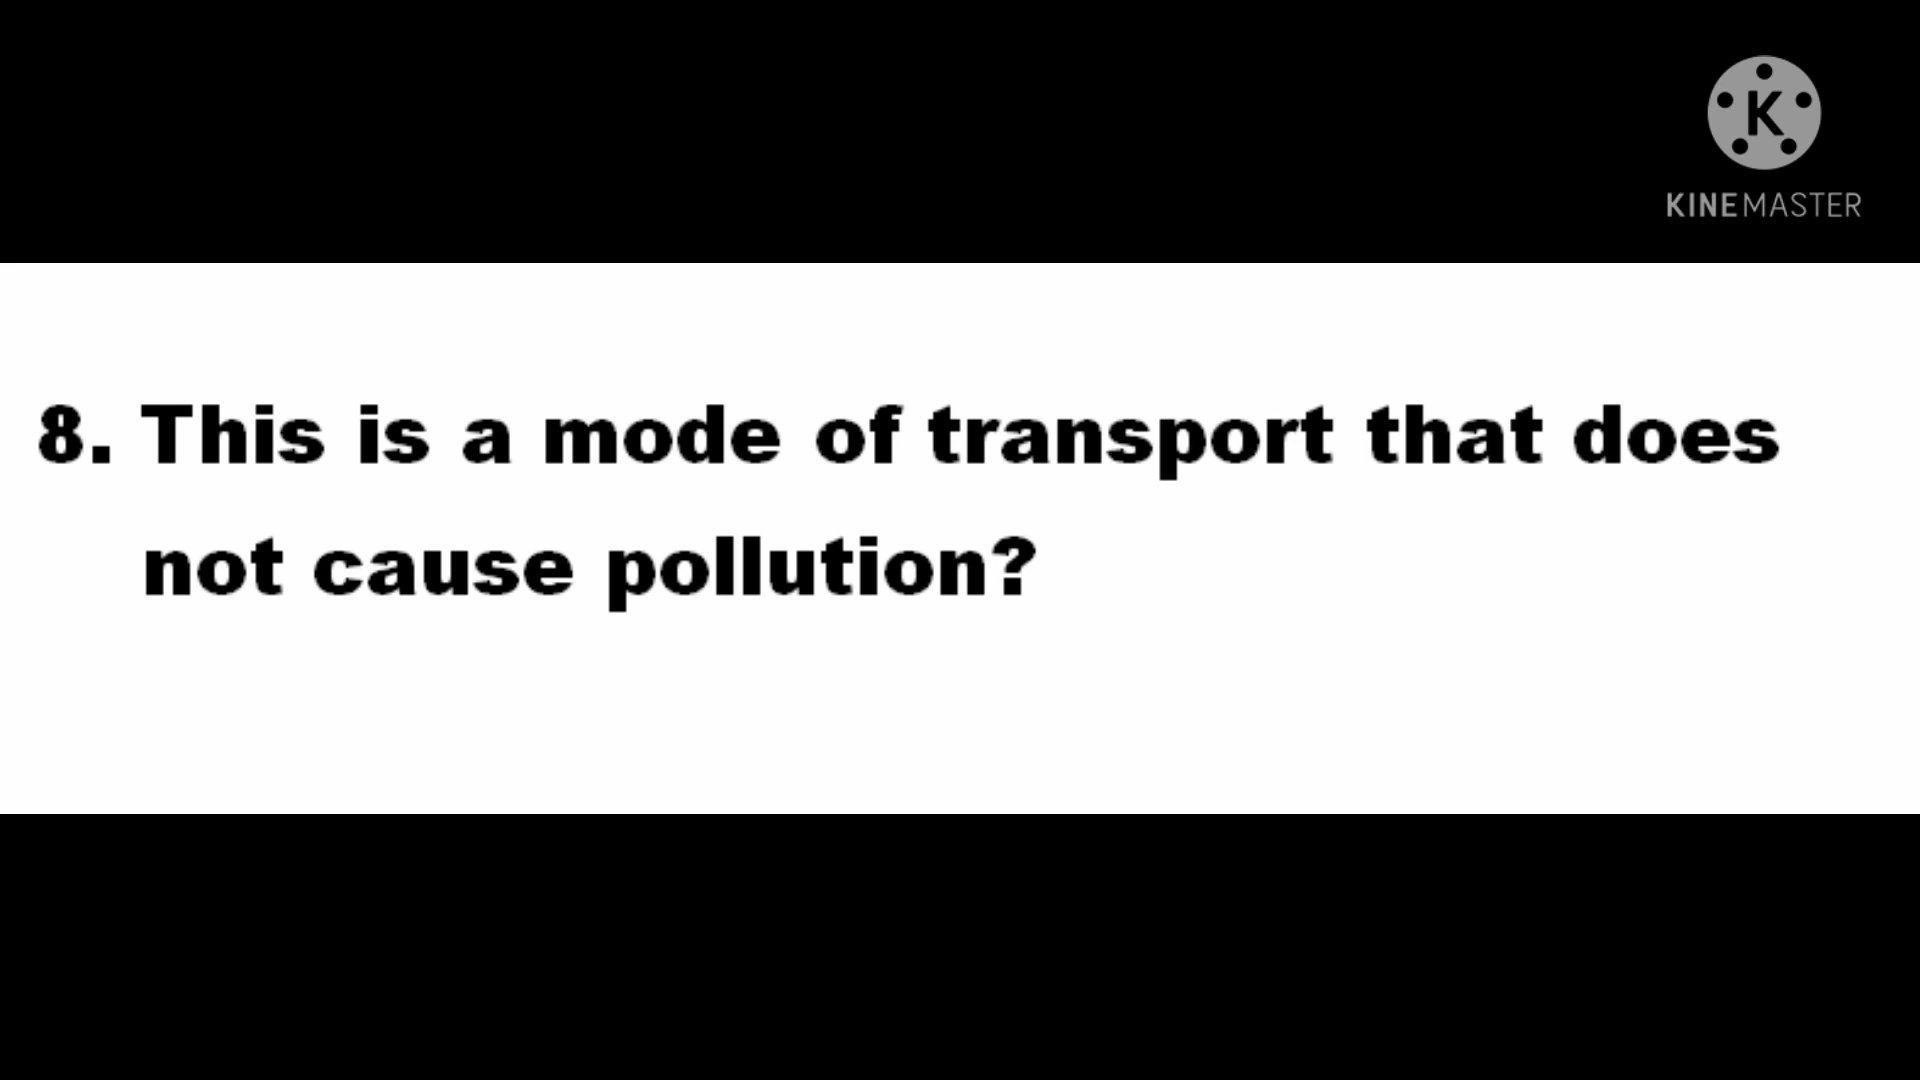 K
KINEMASTER
8. This is a mode of transport that does
not cause pollution?